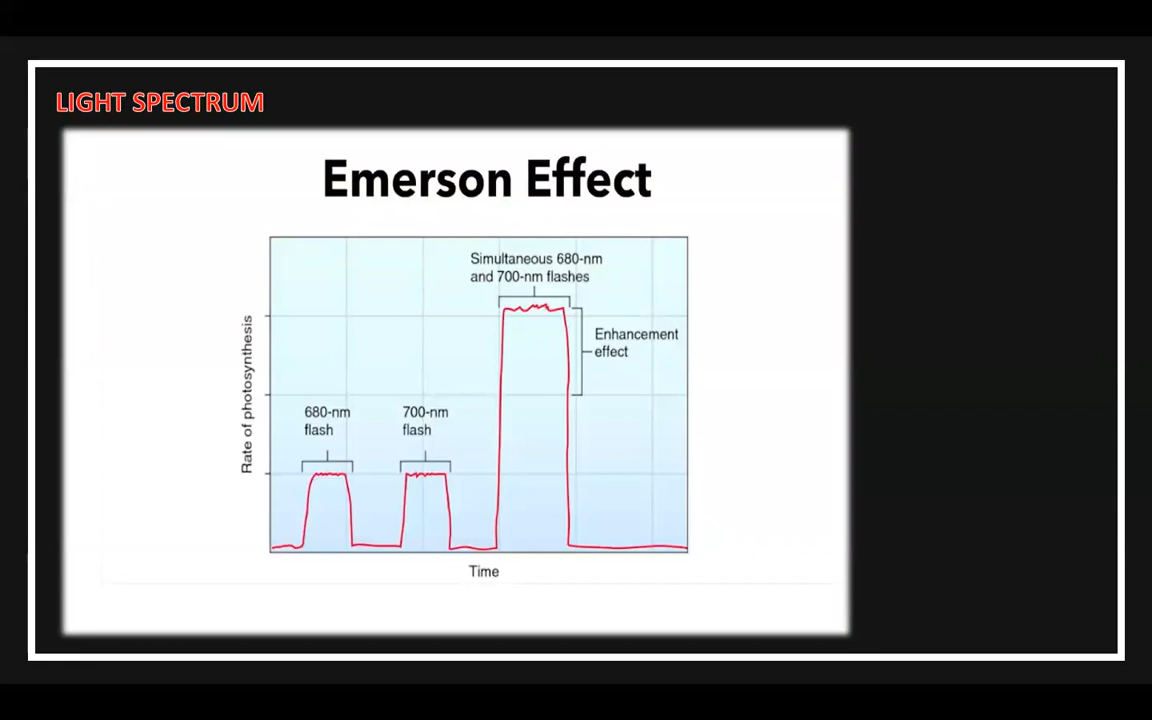 LIGHT SPECTRUM
Emerson Effect
Simultaneous 680-nm
and 700-nm flashes
Enhancement
effect
680-nm
flash
700-nm
flash
Rate of photosynthesis
Time